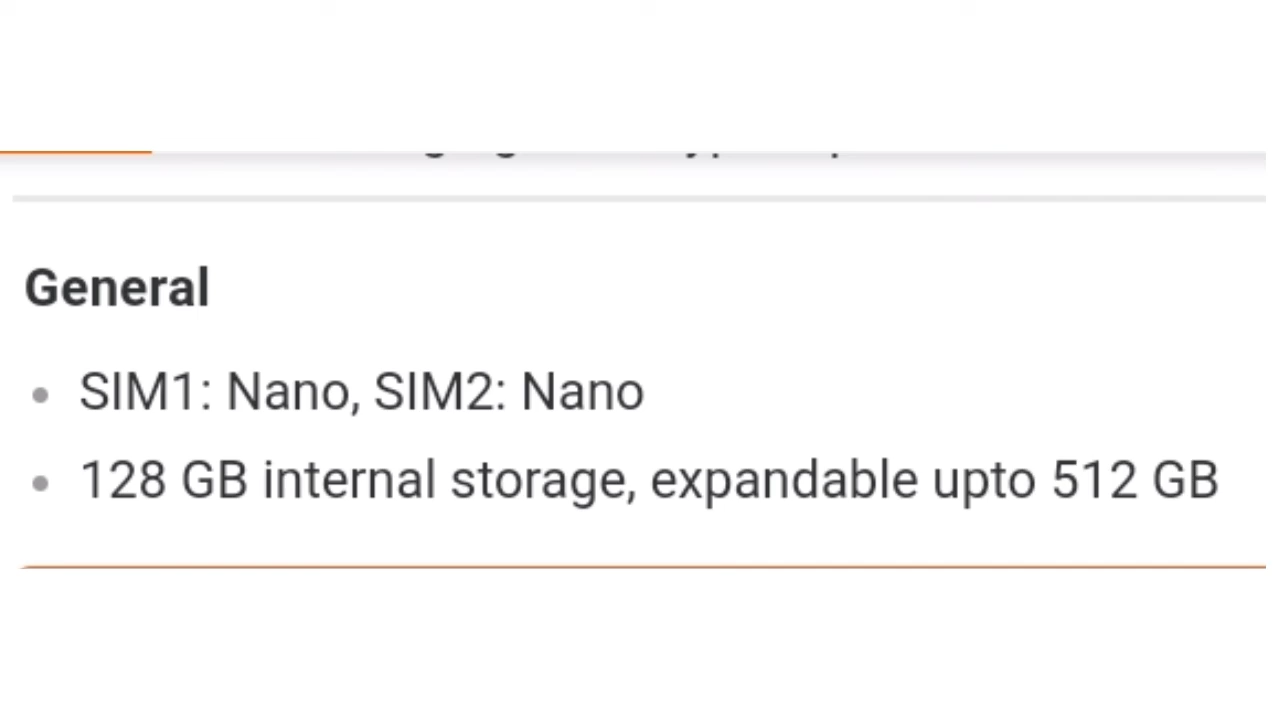 General
SIM1: Nano, SIM2: Nano
128 GB internal storage, expandable upto 512 GB